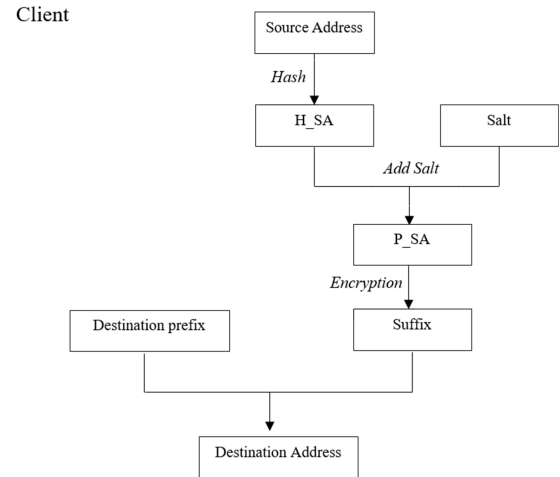 Client
Source Address
Hash
H_SA
Salt
Add Salt
P_SA
Encryption
Destination prefix
Suffix
Destination Address